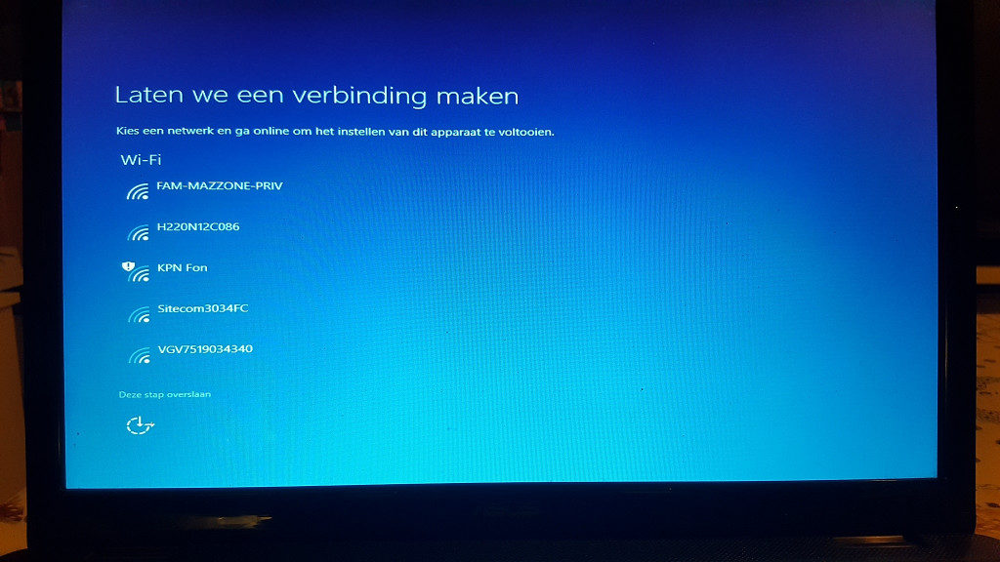 Laten we een verbinding maken
Kies een netwerk en ga online om het instellen van dit apparaat te voltooien.
Wi-Fi
FAM-MAZZONE-PRIV
H220N12C086
KPN Fon
Sitecom3034FC
VGV7519034340
Deze stap overslaan